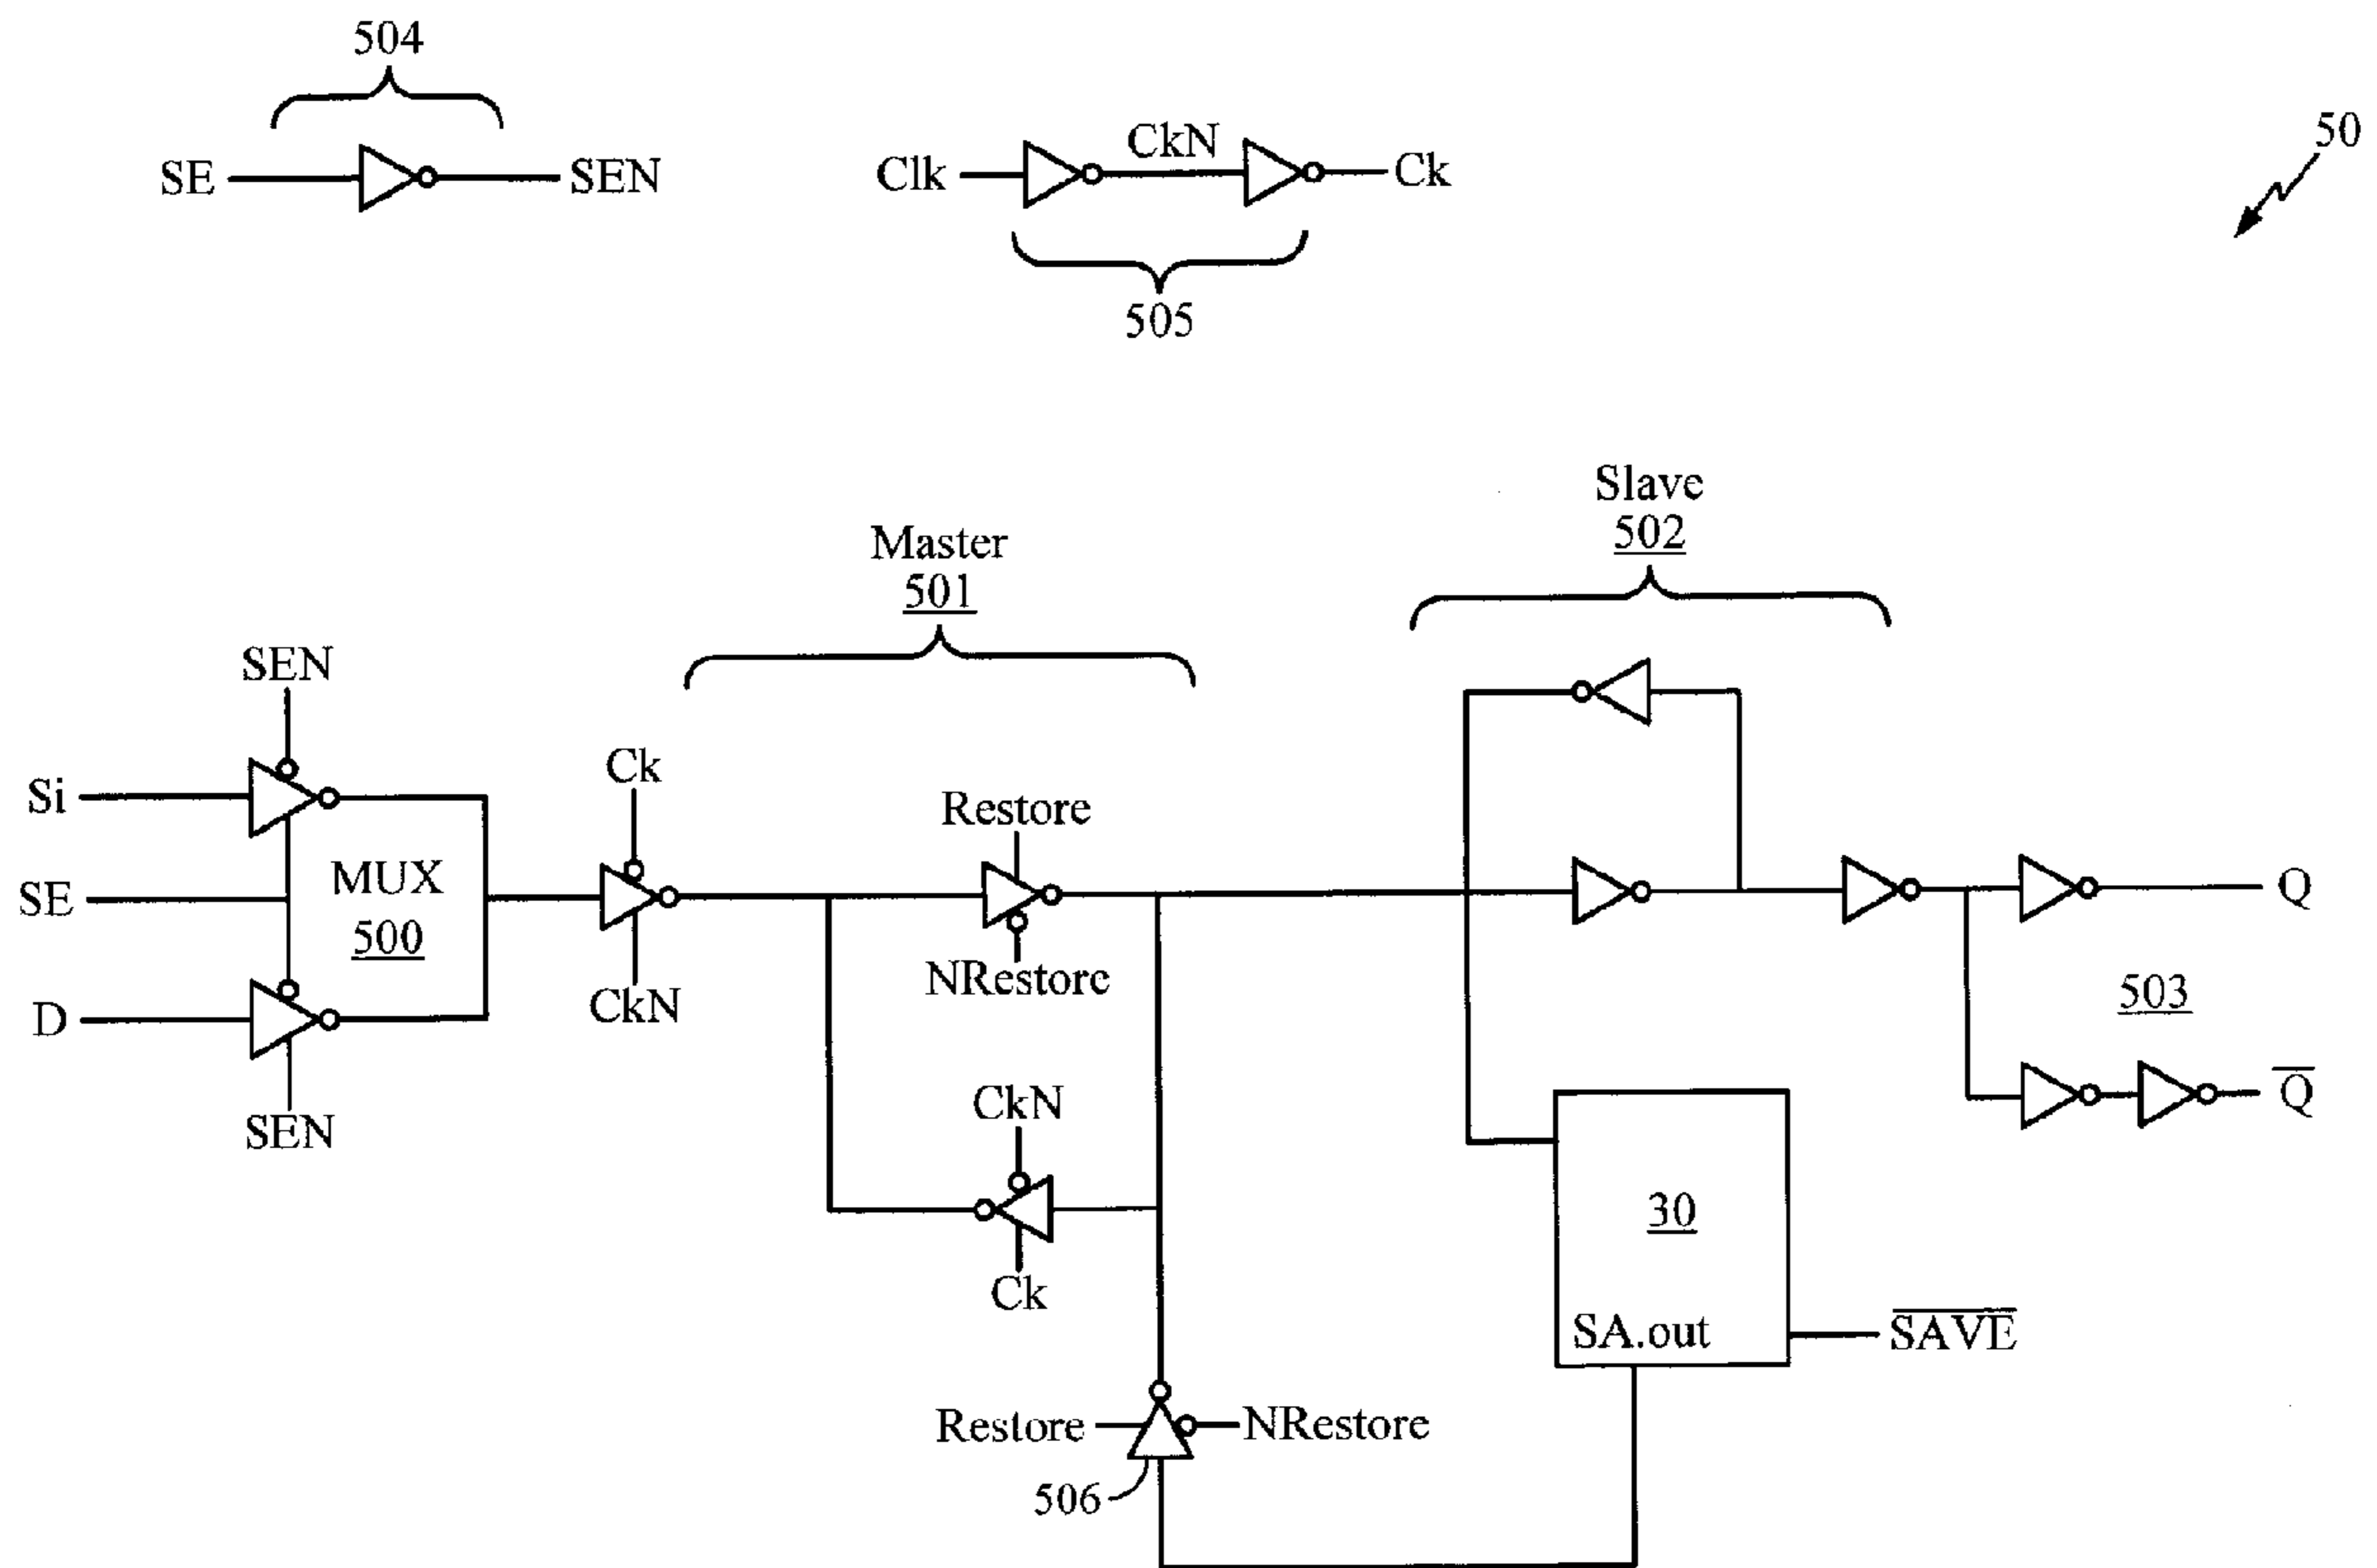 504
SE
SEN
Clk
CkN
Ck
505
50
Slave
502
Master
501
SEN
Si
SE
MUX
500
D
SEN
Ck
CkN
Restore
NRestore
CkN
Ck
Q
503
Q̅
30
SA.out
S̅A̅V̅E̅
Restore
NRestore
506